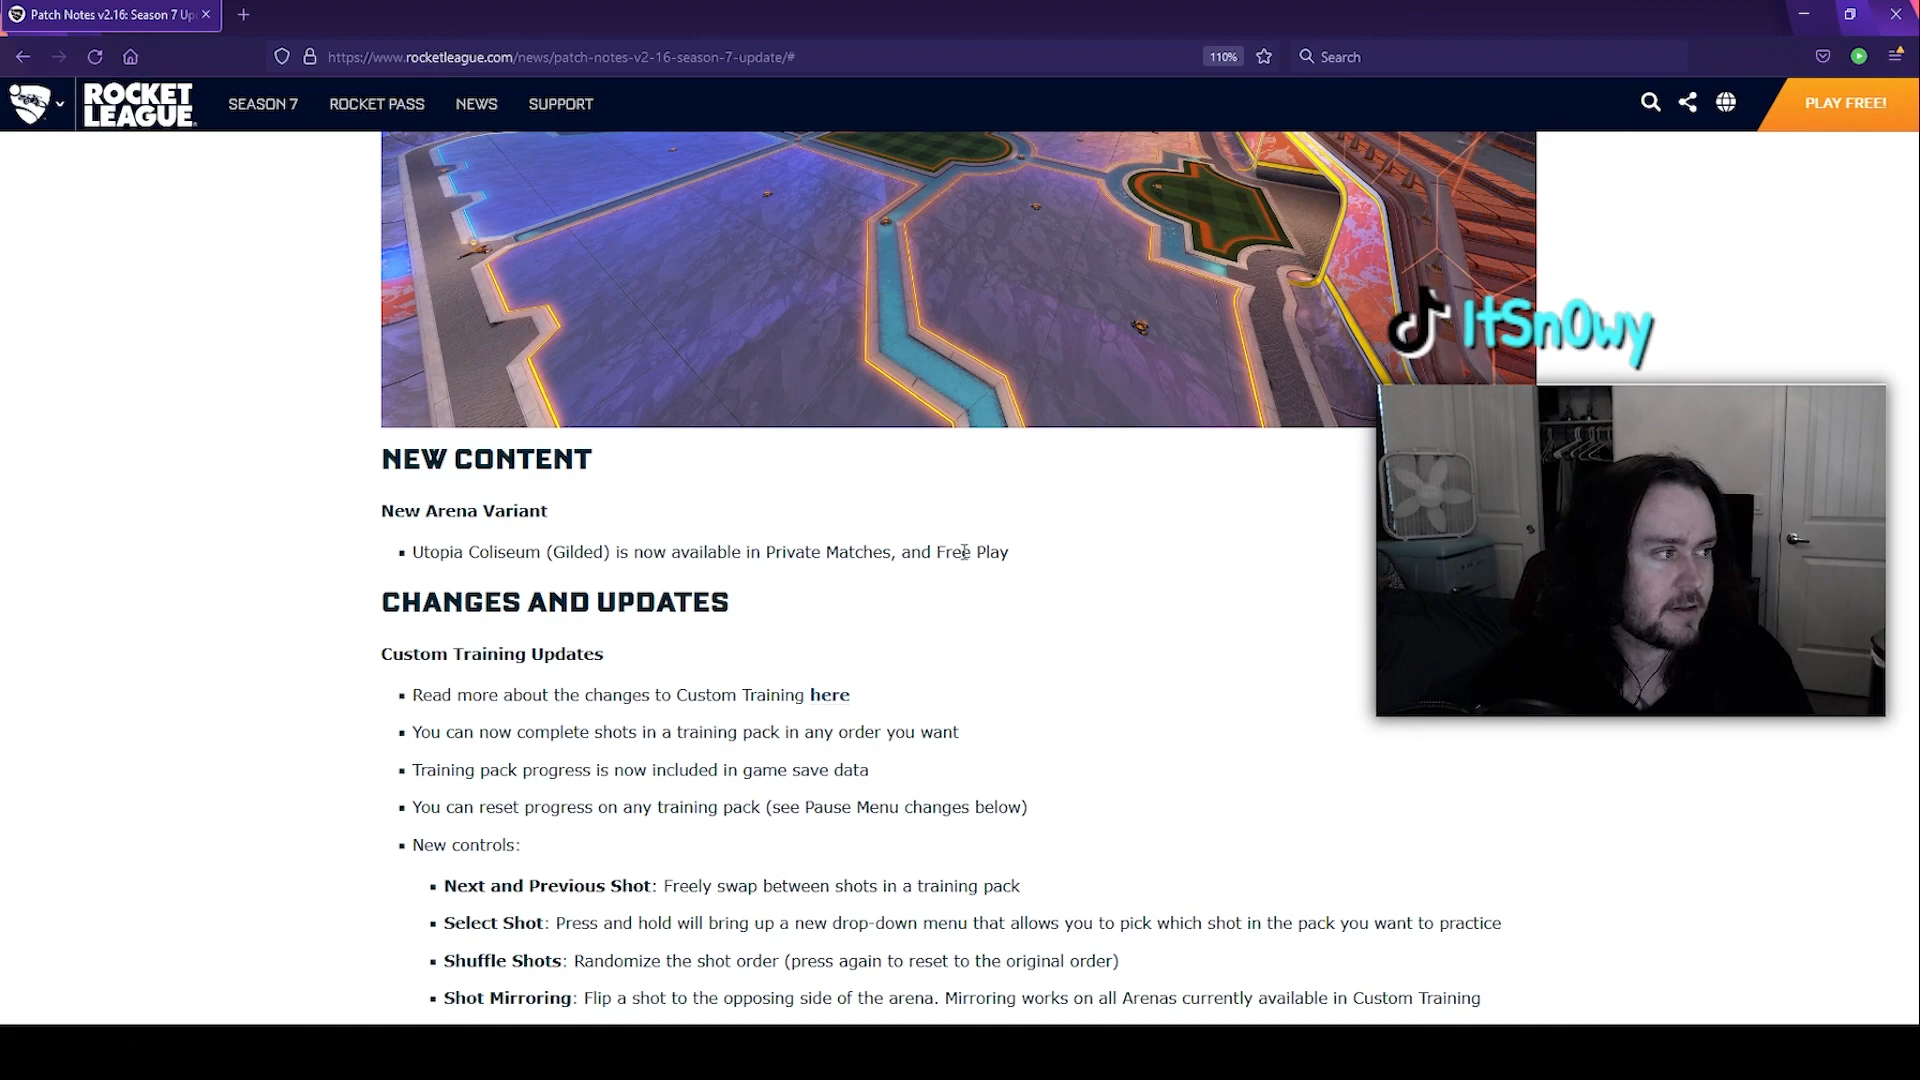 Patch Notes v2.16: Season 7 Up
https://www.rocketleague.com/news/patch-notes-v2-16-season-7-update/#
110%
Search
ROCKET LEAGUE
SEASON 7
ROCKET PASS
NEWS
SUPPORT
PLAY FREE!
ItSn0wy
NEW CONTENT
New Arena Variant
▪ Utopia Coliseum (Gilded) is now available in Private Matches, and Free Play
CHANGES AND UPDATES
Custom Training Updates
▪ Read more about the changes to Custom Training here
▪ You can now complete shots in a training pack in any order you want
▪ Training pack progress is now included in game save data
▪ You can reset progress on any training pack (see Pause Menu changes below)
▪ New controls:
▪ Next and Previous Shot: Freely swap between shots in a training pack
▪ Select Shot: Press and hold will bring up a new drop-down menu that allows you to pick which shot in the pack you want to practice
▪ Shuffle Shots: Randomize the shot order (press again to reset to the original order)
▪ Shot Mirroring: Flip a shot to the opposing side of the arena. Mirroring works on all Arenas currently available in Custom Training